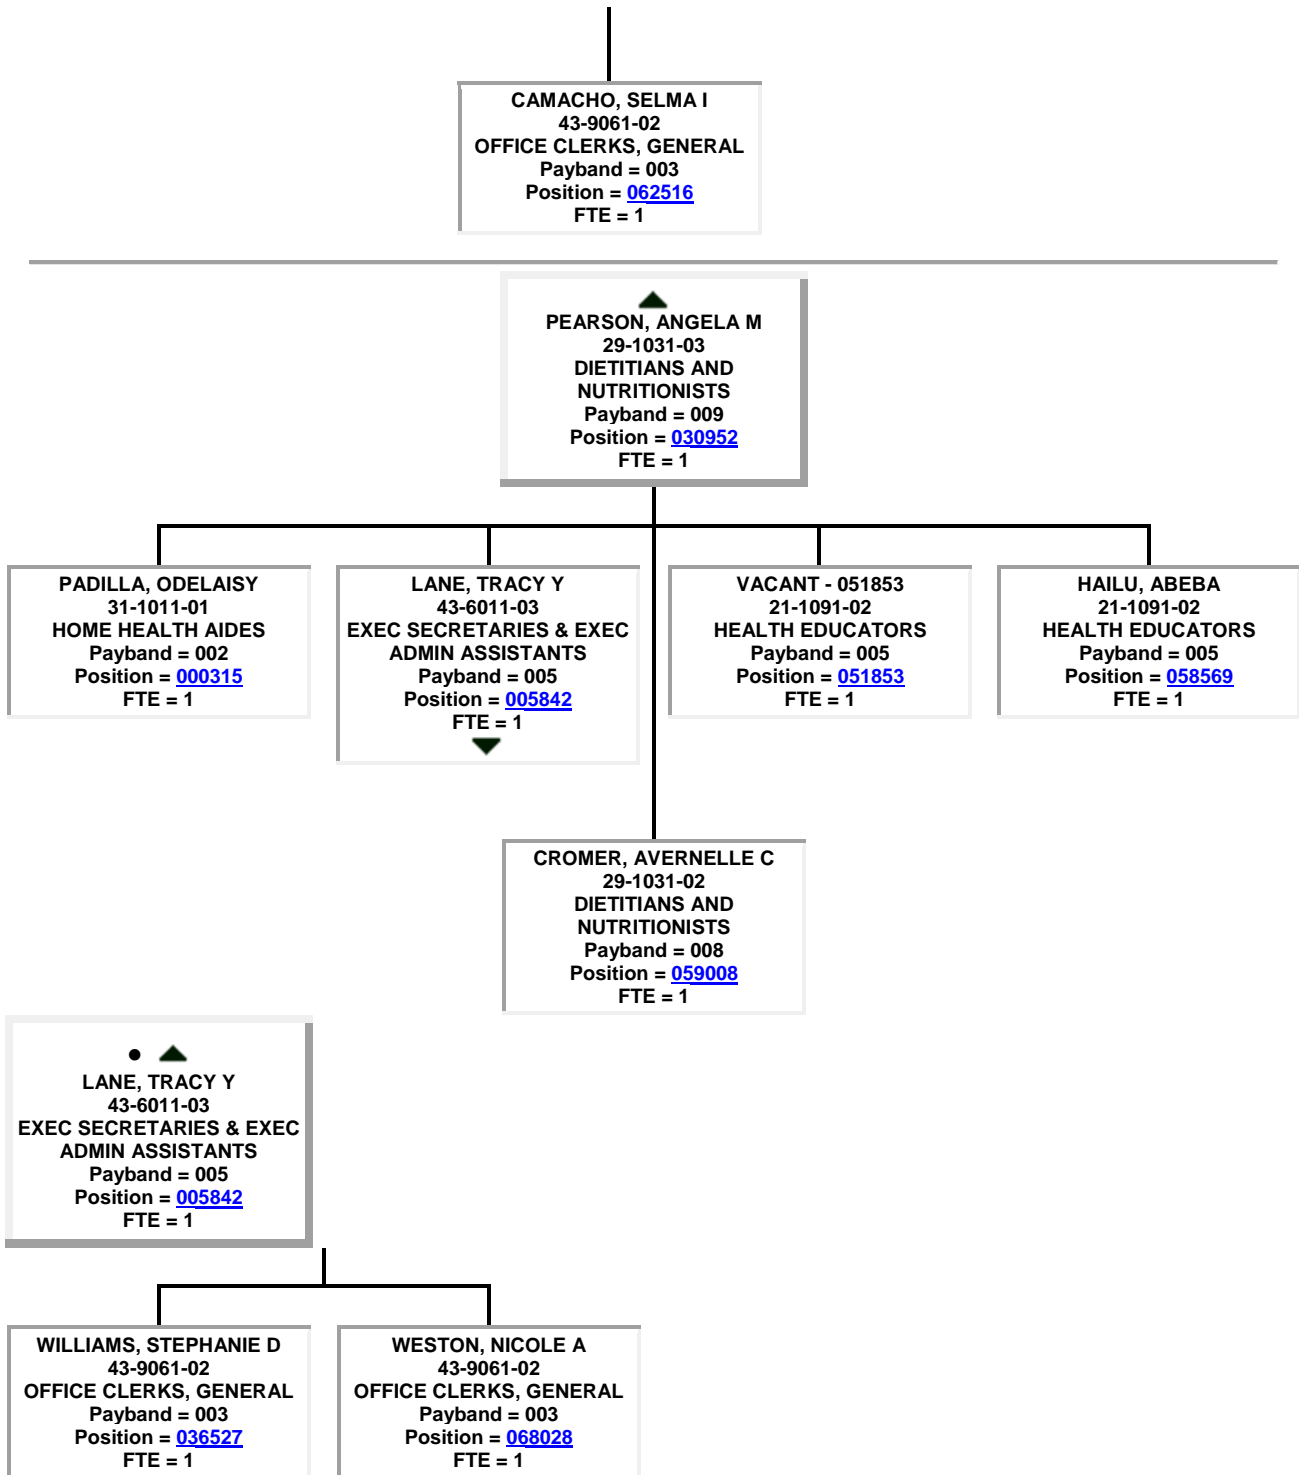 CAMACHO, SELMA I
43-9061-02
OFFICE CLERKS, GENERAL
Payband = 003
Position = 062516
FTE = 1
PEARSON, ANGELA M
29-1031-03
DIETITIANS AND
NUTRITIONISTS
Payband = 009
Position = 030952
FTE = 1
PADILLA, ODELAISY
31-1011-01
HOME HEALTH AIDES
Payband = 002
Position = 000315
FTE = 1
LANE, TRACY Y
43-6011-03
EXEC SECRETARIES & EXEC
ADMIN ASSISTANTS
Payband = 005
Position = 005842
FTE = 1
VACANT - 051853
21-1091-02
HEALTH EDUCATORS
Payband = 005
Position = 051853
FTE = 1
HAILU, ABEBA
21-1091-02
HEALTH EDUCATORS
Payband = 005
Position = 058569
FTE = 1
CROMER, AVERNELLE C
29-1031-02
DIETITIANS AND
NUTRITIONISTS
Payband = 008
Position = 059008
FTE = 1
LANE, TRACY Y
43-6011-03
EXEC SECRETARIES & EXEC
ADMIN ASSISTANTS
Payband = 005
Position = 005842
FTE = 1
WILLIAMS, STEPHANIE D
43-9061-02
OFFICE CLERKS, GENERAL
Payband = 003
Position = 036527
FTE = 1
WESTON, NICOLE A
43-9061-02
OFFICE CLERKS, GENERAL
Payband = 003
Position = 068028
FTE = 1